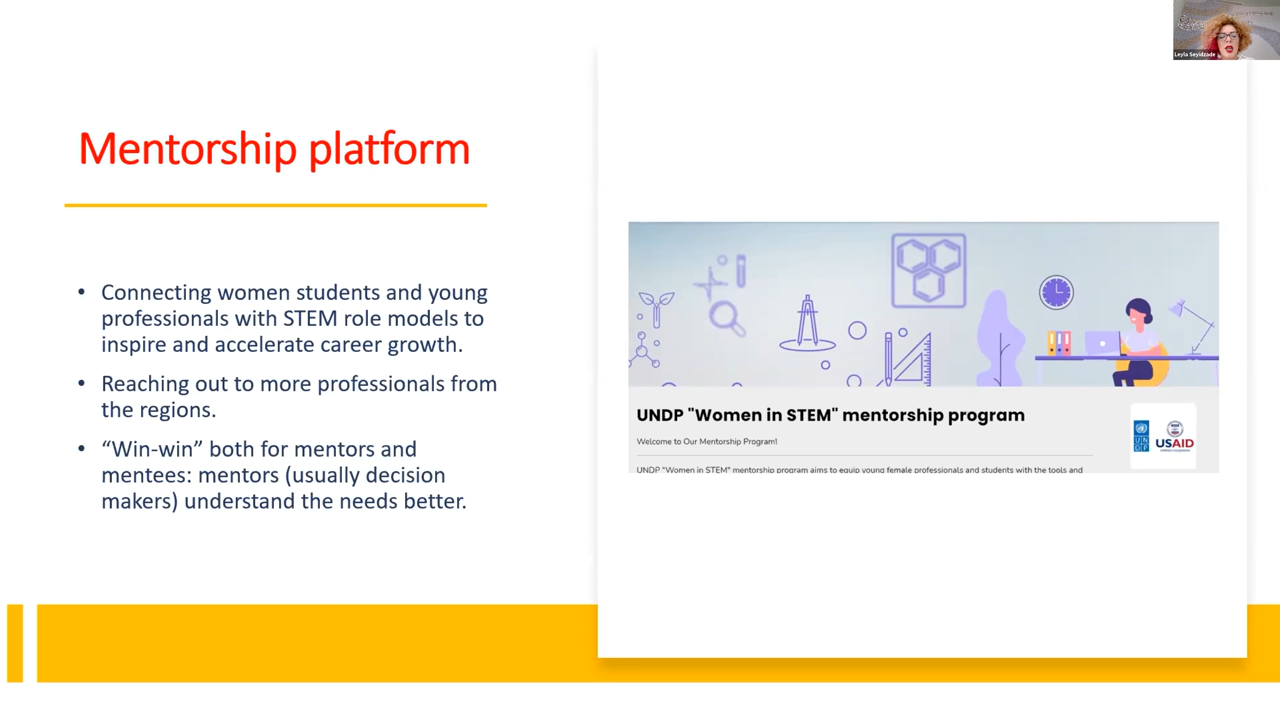 Leyla Seyidzade
Mentorship platform
• Connecting women students and young
professionals with STEM role models to
inspire and accelerate career growth.
• Reaching out to more professionals from
the regions.
• “Win-win” both for mentors and
mentees: mentors (usually decision
makers) understand the needs better.
UNDP "Women in STEM" mentorship program
Welcome to Our Mentorship Program!
UNDP "Women in STEM" mentorship program aims to equip young female professionals and students with the tools and
UN
DP
USAID